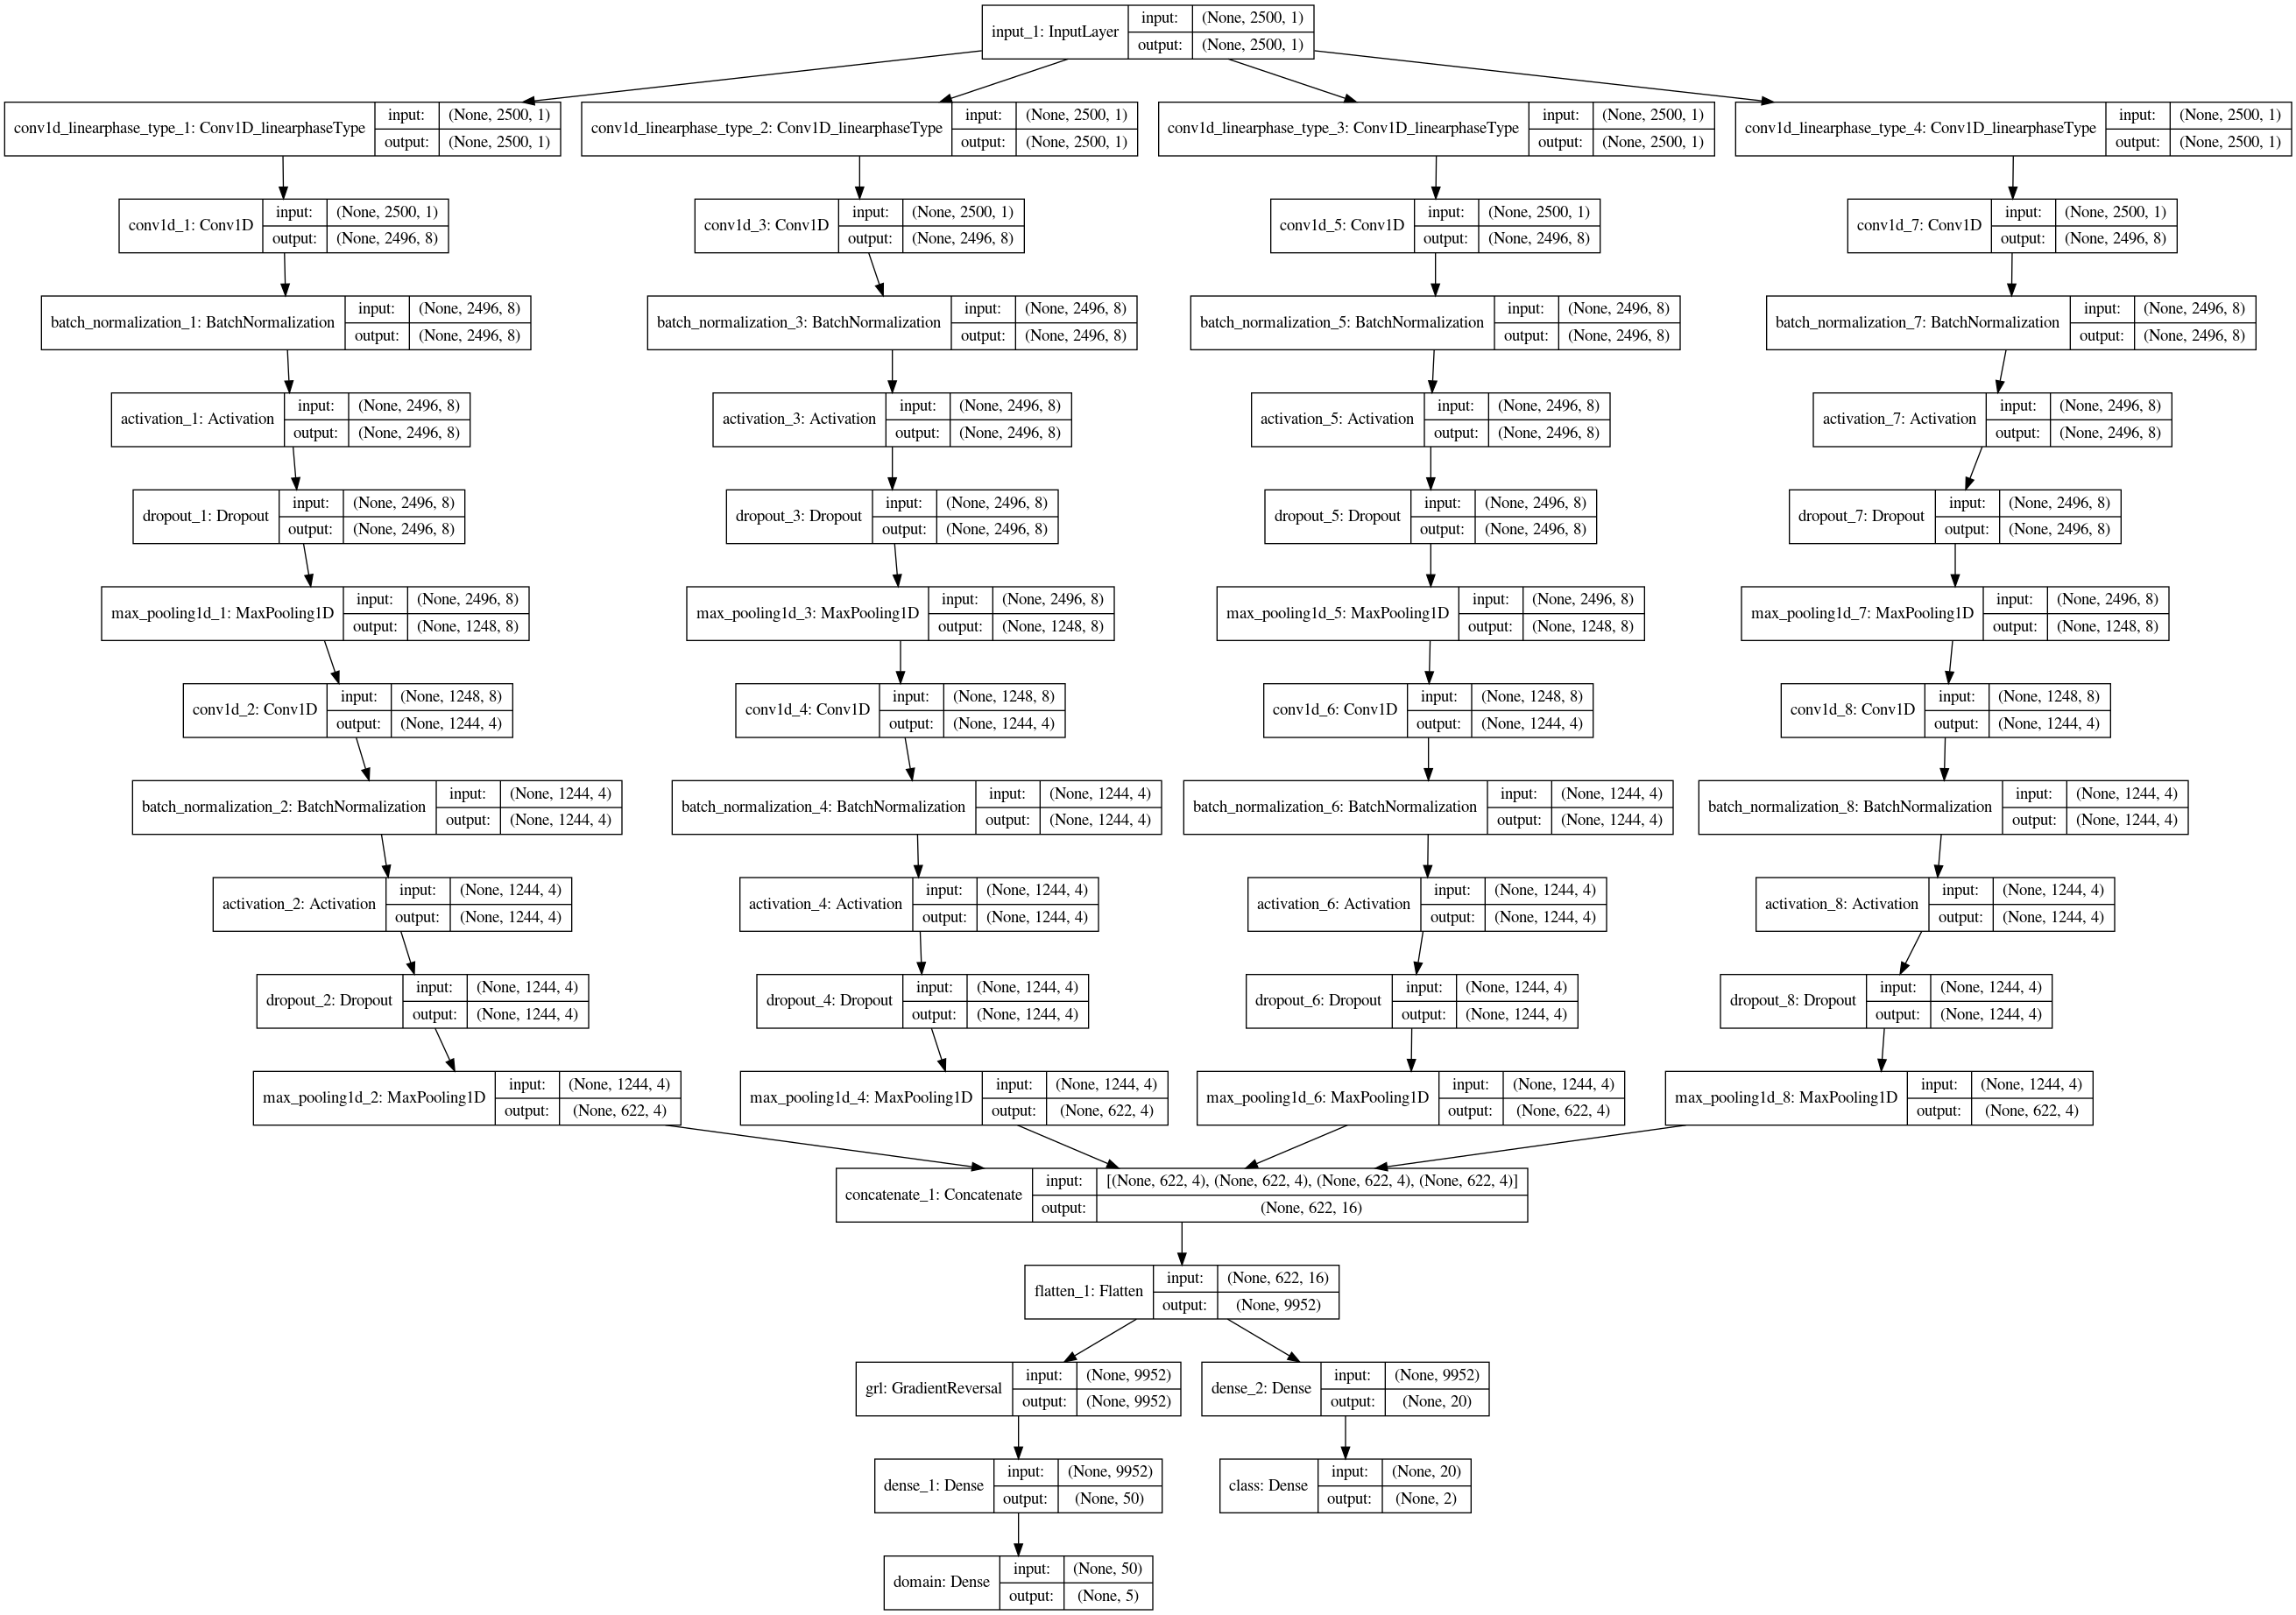 input_1: InputLayer input: (None, 2500, 1) output: (None, 2500, 1)
conv1d_linearphase_type_1: Conv1D_linearphaseType input: (None, 2500, 1) output: (None, 2500, 1)
conv1d_linearphase_type_2: Conv1D_linearphaseType input: (None, 2500, 1) output: (None, 2500, 1)
conv1d_linearphase_type_3: Conv1D_linearphaseType input: (None, 2500, 1) output: (None, 2500, 1)
conv1d_linearphase_type_4: Conv1D_linearphaseType input: (None, 2500, 1) output: (None, 2500, 1)
conv1d_1: Conv1D input: (None, 2500, 1) output: (None, 2496, 8)
conv1d_3: Conv1D input: (None, 2500, 1) output: (None, 2496, 8)
conv1d_5: Conv1D input: (None, 2500, 1) output: (None, 2496, 8)
conv1d_7: Conv1D input: (None, 2500, 1) output: (None, 2496, 8)
batch_normalization_1: BatchNormalization input: (None, 2496, 8) output: (None, 2496, 8)
batch_normalization_3: BatchNormalization input: (None, 2496, 8) output: (None, 2496, 8)
batch_normalization_5: BatchNormalization input: (None, 2496, 8) output: (None, 2496, 8)
batch_normalization_7: BatchNormalization input: (None, 2496, 8) output: (None, 2496, 8)
activation_1: Activation input: (None, 2496, 8) output: (None, 2496, 8)
activation_3: Activation input: (None, 2496, 8) output: (None, 2496, 8)
activation_5: Activation input: (None, 2496, 8) output: (None, 2496, 8)
activation_7: Activation input: (None, 2496, 8) output: (None, 2496, 8)
dropout_1: Dropout input: (None, 2496, 8) output: (None, 2496, 8)
dropout_3: Dropout input: (None, 2496, 8) output: (None, 2496, 8)
dropout_5: Dropout input: (None, 2496, 8) output: (None, 2496, 8)
dropout_7: Dropout input: (None, 2496, 8) output: (None, 2496, 8)
max_pooling1d_1: MaxPooling1D input: (None, 2496, 8) output: (None, 1248, 8)
max_pooling1d_3: MaxPooling1D input: (None, 2496, 8) output: (None, 1248, 8)
max_pooling1d_5: MaxPooling1D input: (None, 2496, 8) output: (None, 1248, 8)
max_pooling1d_7: MaxPooling1D input: (None, 2496, 8) output: (None, 1248, 8)
conv1d_2: Conv1D input: (None, 1248, 8) output: (None, 1244, 4)
conv1d_4: Conv1D input: (None, 1248, 8) output: (None, 1244, 4)
conv1d_6: Conv1D input: (None, 1248, 8) output: (None, 1244, 4)
conv1d_8: Conv1D input: (None, 1248, 8) output: (None, 1244, 4)
batch_normalization_2: BatchNormalization input: (None, 1244, 4) output: (None, 1244, 4)
batch_normalization_4: BatchNormalization input: (None, 1244, 4) output: (None, 1244, 4)
batch_normalization_6: BatchNormalization input: (None, 1244, 4) output: (None, 1244, 4)
batch_normalization_8: BatchNormalization input: (None, 1244, 4) output: (None, 1244, 4)
activation_2: Activation input: (None, 1244, 4) output: (None, 1244, 4)
activation_4: Activation input: (None, 1244, 4) output: (None, 1244, 4)
activation_6: Activation input: (None, 1244, 4) output: (None, 1244, 4)
activation_8: Activation input: (None, 1244, 4) output: (None, 1244, 4)
dropout_2: Dropout input: (None, 1244, 4) output: (None, 1244, 4)
dropout_4: Dropout input: (None, 1244, 4) output: (None, 1244, 4)
dropout_6: Dropout input: (None, 1244, 4) output: (None, 1244, 4)
dropout_8: Dropout input: (None, 1244, 4) output: (None, 1244, 4)
max_pooling1d_2: MaxPooling1D input: (None, 1244, 4) output: (None, 622, 4)
max_pooling1d_4: MaxPooling1D input: (None, 1244, 4) output: (None, 622, 4)
max_pooling1d_6: MaxPooling1D input: (None, 1244, 4) output: (None, 622, 4)
max_pooling1d_8: MaxPooling1D input: (None, 1244, 4) output: (None, 622, 4)
concatenate_1: Concatenate input: [(None, 622, 4), (None, 622, 4), (None, 622, 4), (None, 622, 4)] output: (None, 622, 16)
flatten_1: Flatten input: (None, 622, 16) output: (None, 9952)
grl: GradientReversal input: (None, 9952) output: (None, 9952)
dense_2: Dense input: (None, 9952) output: (None, 20)
dense_1: Dense input: (None, 9952) output: (None, 50)
class: Dense input: (None, 20) output: (None, 2)
domain: Dense input: (None, 50) output: (None, 5)